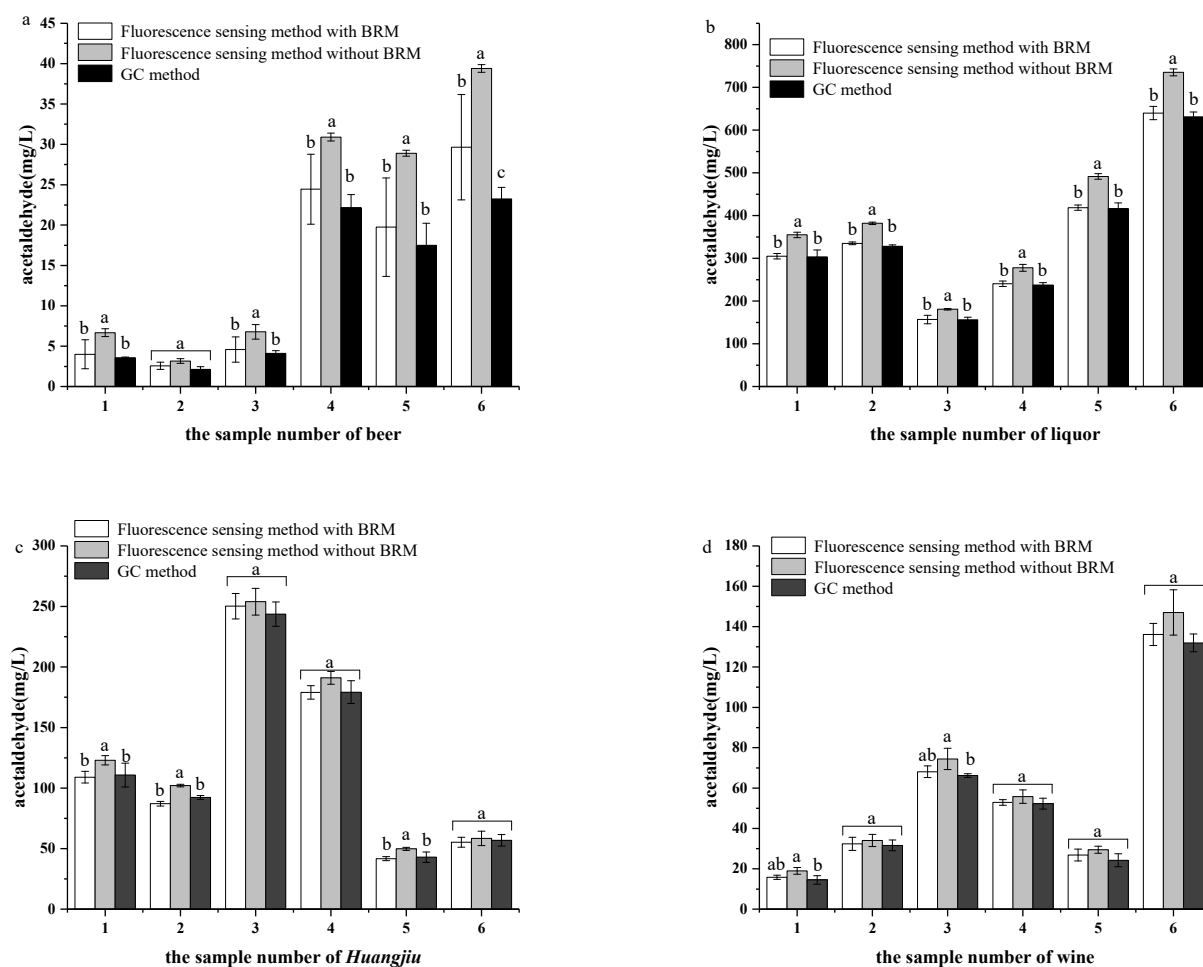 a
Fluorescence sensing method with BRM
Fluorescence sensing method without BRM
GC method
45
40
35
30
25
20
15
10
5
0
acetaldehyde(mg/L)
b a b
a
b a b
b a b
b a b
b a c
1 2 3 4 5 6
the sample number of beer
b
Fluorescence sensing method with BRM
Fluorescence sensing method without BRM
GC method
800
700
600
500
400
300
200
100
0
acetaldehyde(mg/L)
b a b
b a b
b a b
b a b
b a b
b a b
1 2 3 4 5 6
the sample number of liquor
c
Fluorescence sensing method with BRM
Fluorescence sensing method without BRM
GC method
300
250
200
150
100
50
0
acetaldehyde(mg/L)
b a b
b a b
a
a
b a b
a
1 2 3 4 5 6
the sample number of Huangjiu
d
Fluorescence sensing method with BRM
Fluorescence sensing method without BRM
GC method
180
160
140
120
100
80
60
40
20
0
acetaldehyde(mg/L)
ab a b
a
ab a b
a
a
a
1 2 3 4 5 6
the sample number of wine